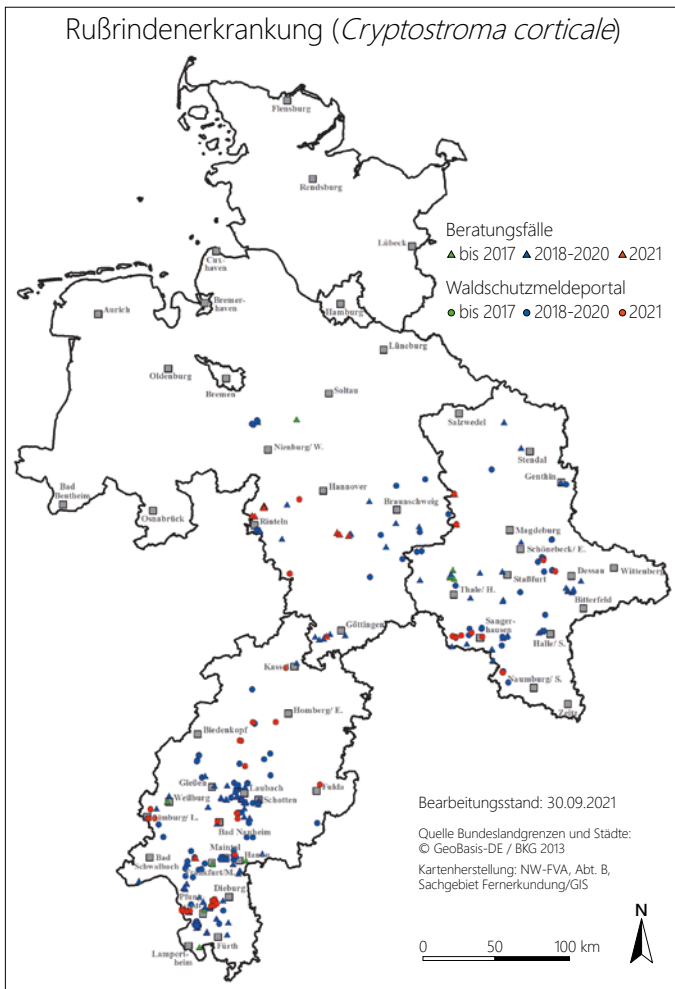 Rußrindenerkrankung (Cryptostroma corticale)
Flensburg
Rendsburg
Beratungsfälle
bis 2017 2018-2020 2021
Waldschutzmeldeportal
bis 2017 2018-2020 2021
Lübeck
Cux-
haven
Bremer-
haven
Hamburg
Aurich
Lüneburg
Oldenburg
Bremen
Soltau
Salzwedel
Nienburg/ W.
Stendal
Genthin
Bad
Bentheim
Osnabrück
Hannover
Braunschweig
Rinteln
Magdeburg
Schönebeck/ E.
Staßfurt
Dessau
Wittenberg
Thale/ H.
Bitterfeld
Göttingen
Sanger-
hausen
Halle/ S.
Naumburg/ S.
Zeitz
Kassel
Homberg/ E.
Biedenkopf
Gießen
Laubach
Weilburg
Schotten
Fulda
Limburg/ L.
Bad Nauheim
Bad
Schwalbach
Maintal
Hanau
Frankfurt/M.
Dieburg
Fürth
Lampert-
heim
Bearbeitungsstand: 30.09.2021
Quelle Bundeslandgrenzen und Städte:
© GeoBasis-DE / BKG 2013
Kartenherstellung: NW-FVA, Abt. B,
Sachgebiet Fernerkundung/GIS
N
0 50 100 km